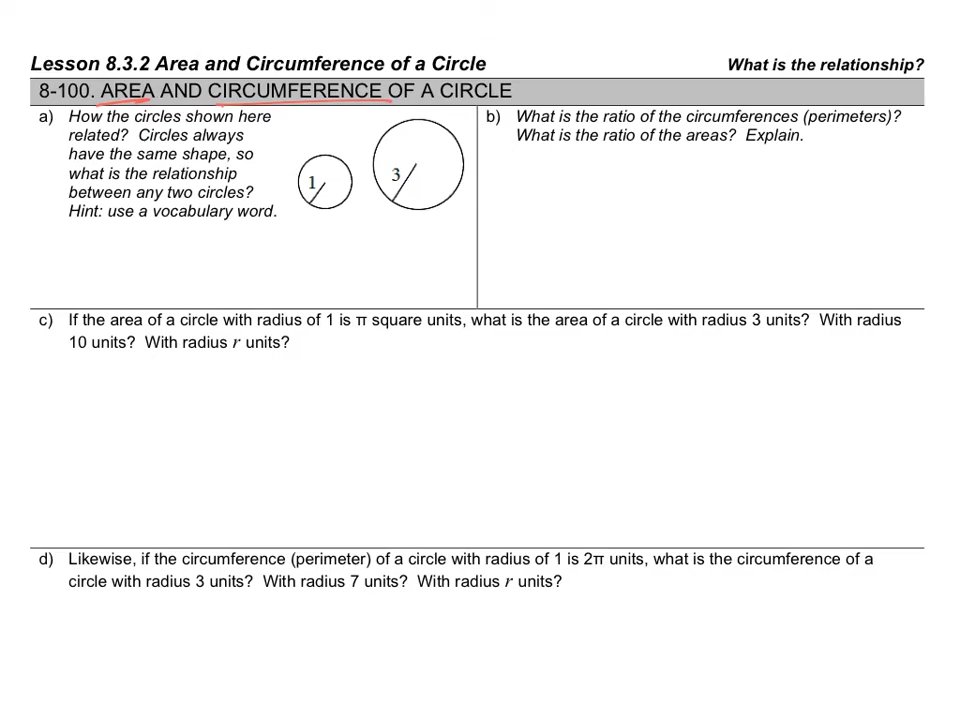 Lesson 8.3.2 Area and Circumference of a Circle
What is the relationship?
8-100. AREA AND CIRCUMFERENCE OF A CIRCLE
a) How the circles shown here
related? Circles always
have the same shape, so
what is the relationship
between any two circles?
Hint: use a vocabulary word.
1
3
b) What is the ratio of the circumferences (perimeters)?
What is the ratio of the areas? Explain.
c) If the area of a circle with radius of 1 is π square units, what is the area of a circle with radius 3 units? With radius
10 units? With radius r units?
d) Likewise, if the circumference (perimeter) of a circle with radius of 1 is 2π units, what is the circumference of a
circle with radius 3 units? With radius 7 units? With radius r units?